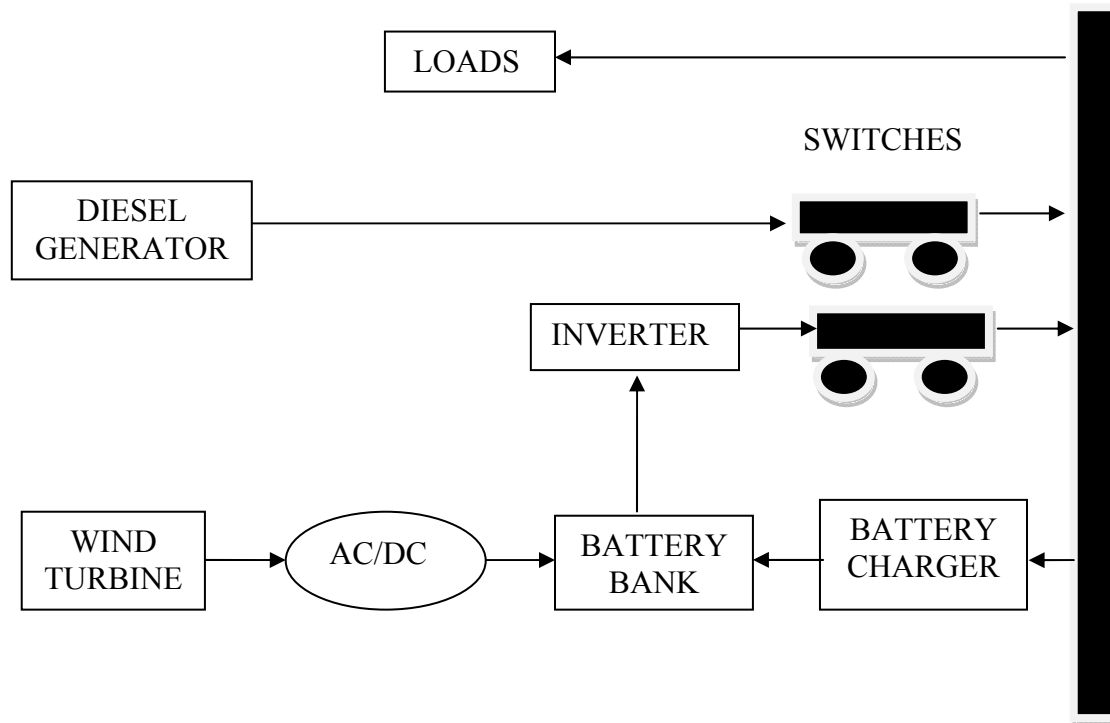 LOADS
SWITCHES
DIESEL
GENERATOR
INVERTER
WIND
TURBINE
AC/DC
BATTERY
BANK
BATTERY
CHARGER